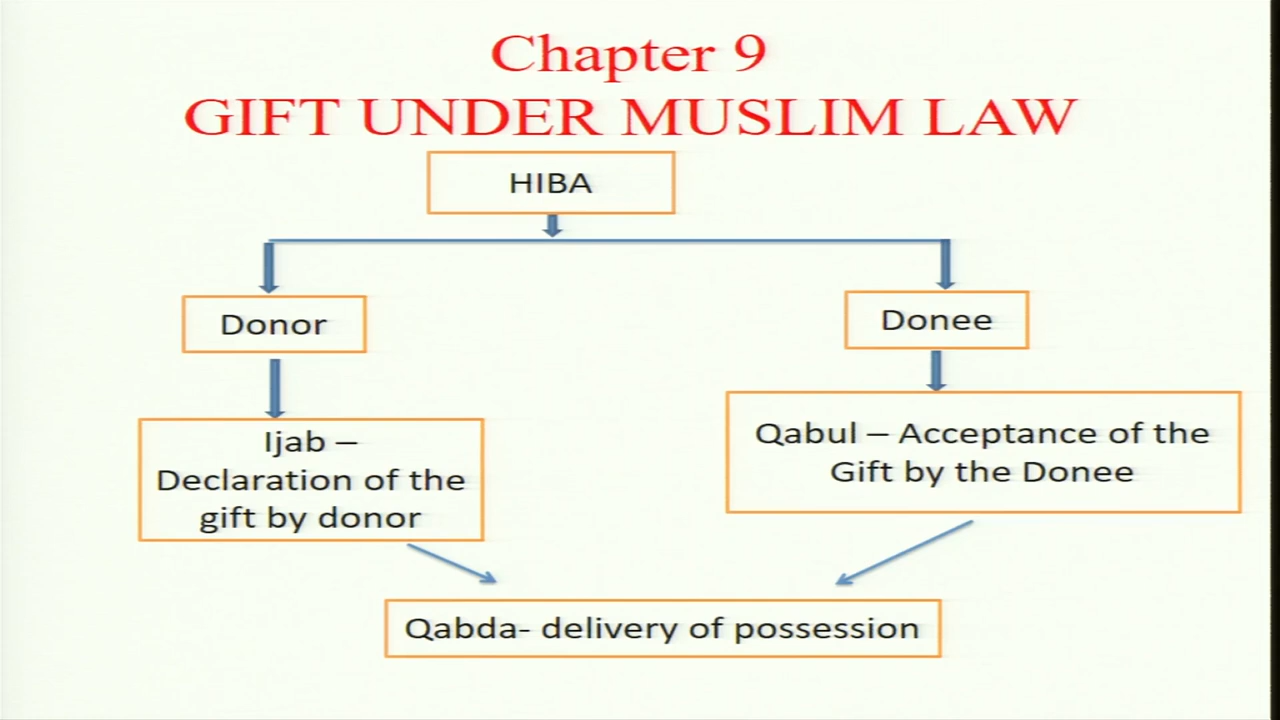 Chapter 9
GIFT UNDER MUSLIM LAW
HIBA
Donor
Donee
Ijab –
Declaration of the
gift by donor
Qabul – Acceptance of the
Gift by the Donee
Qabda- delivery of possession